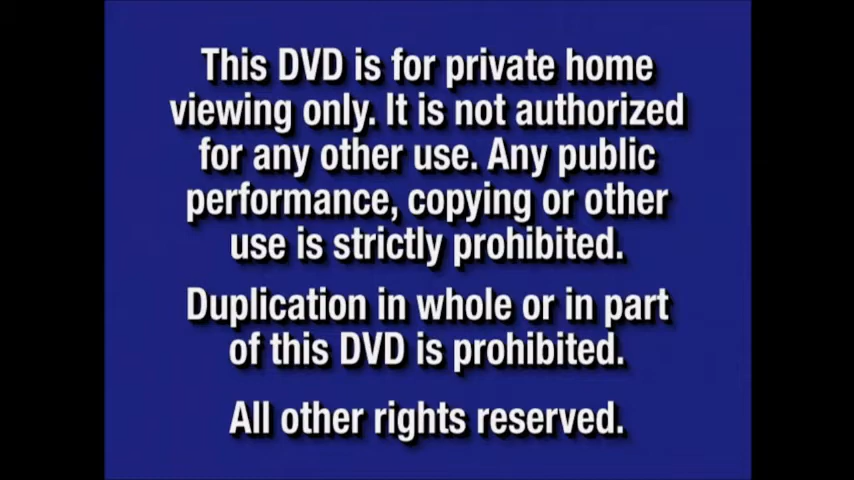 This DVD is for private home
viewing only. It is not authorized
for any other use. Any public
performance, copying or other
use is strictly prohibited.
Duplication in whole or in part
of this DVD is prohibited.
All other rights reserved.